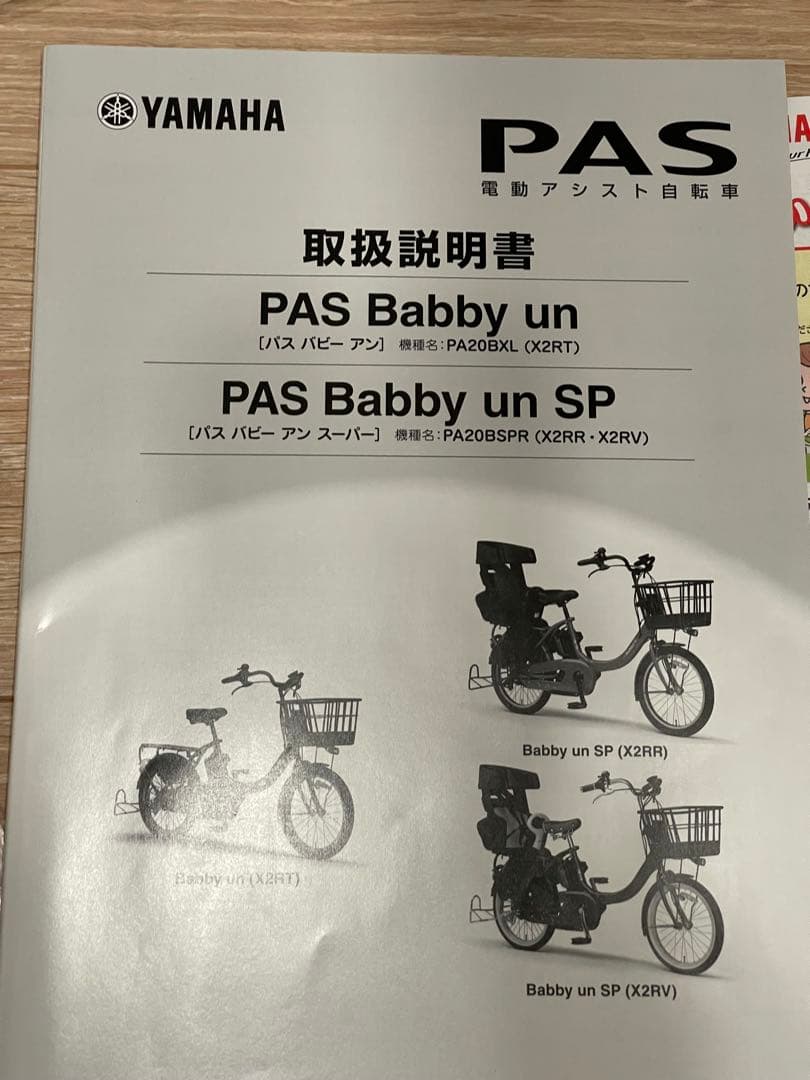 YAMAHA
PAS
電動アシスト自転車
取扱説明書
PAS Babby un
[パス バビー アン] 機種名：PA20BXL (X2RT)
PAS Babby un SP
[パス バビー アン スーパー] 機種名：PA20BSPR (X2RR・X2RV)
Babby un SP (X2RR)
Babby un (X2RT)
Babby un SP (X2RV)